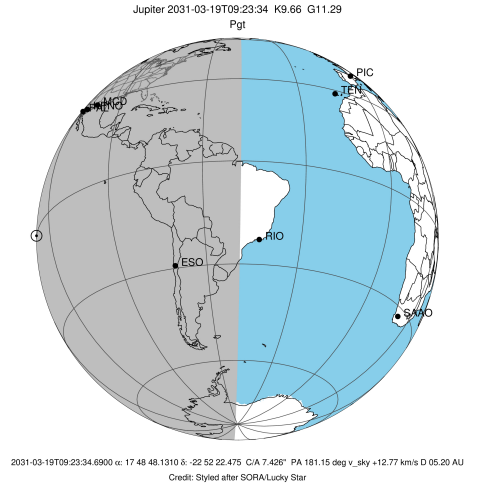 Jupiter 2031-03-19T09:23:34 K9.66 G11.29
Pgt
PIC
TEN
MCD
RIO
ESO
SAAO
2031-03-19T09:23:34.6900 α: 17 48 48.1310 δ: -22 52 22.475 C/A 7.426" PA 181.15 deg v_sky +12.77 km/s D 05.20 AU
Credit: Styled after SORA/Lucky Star